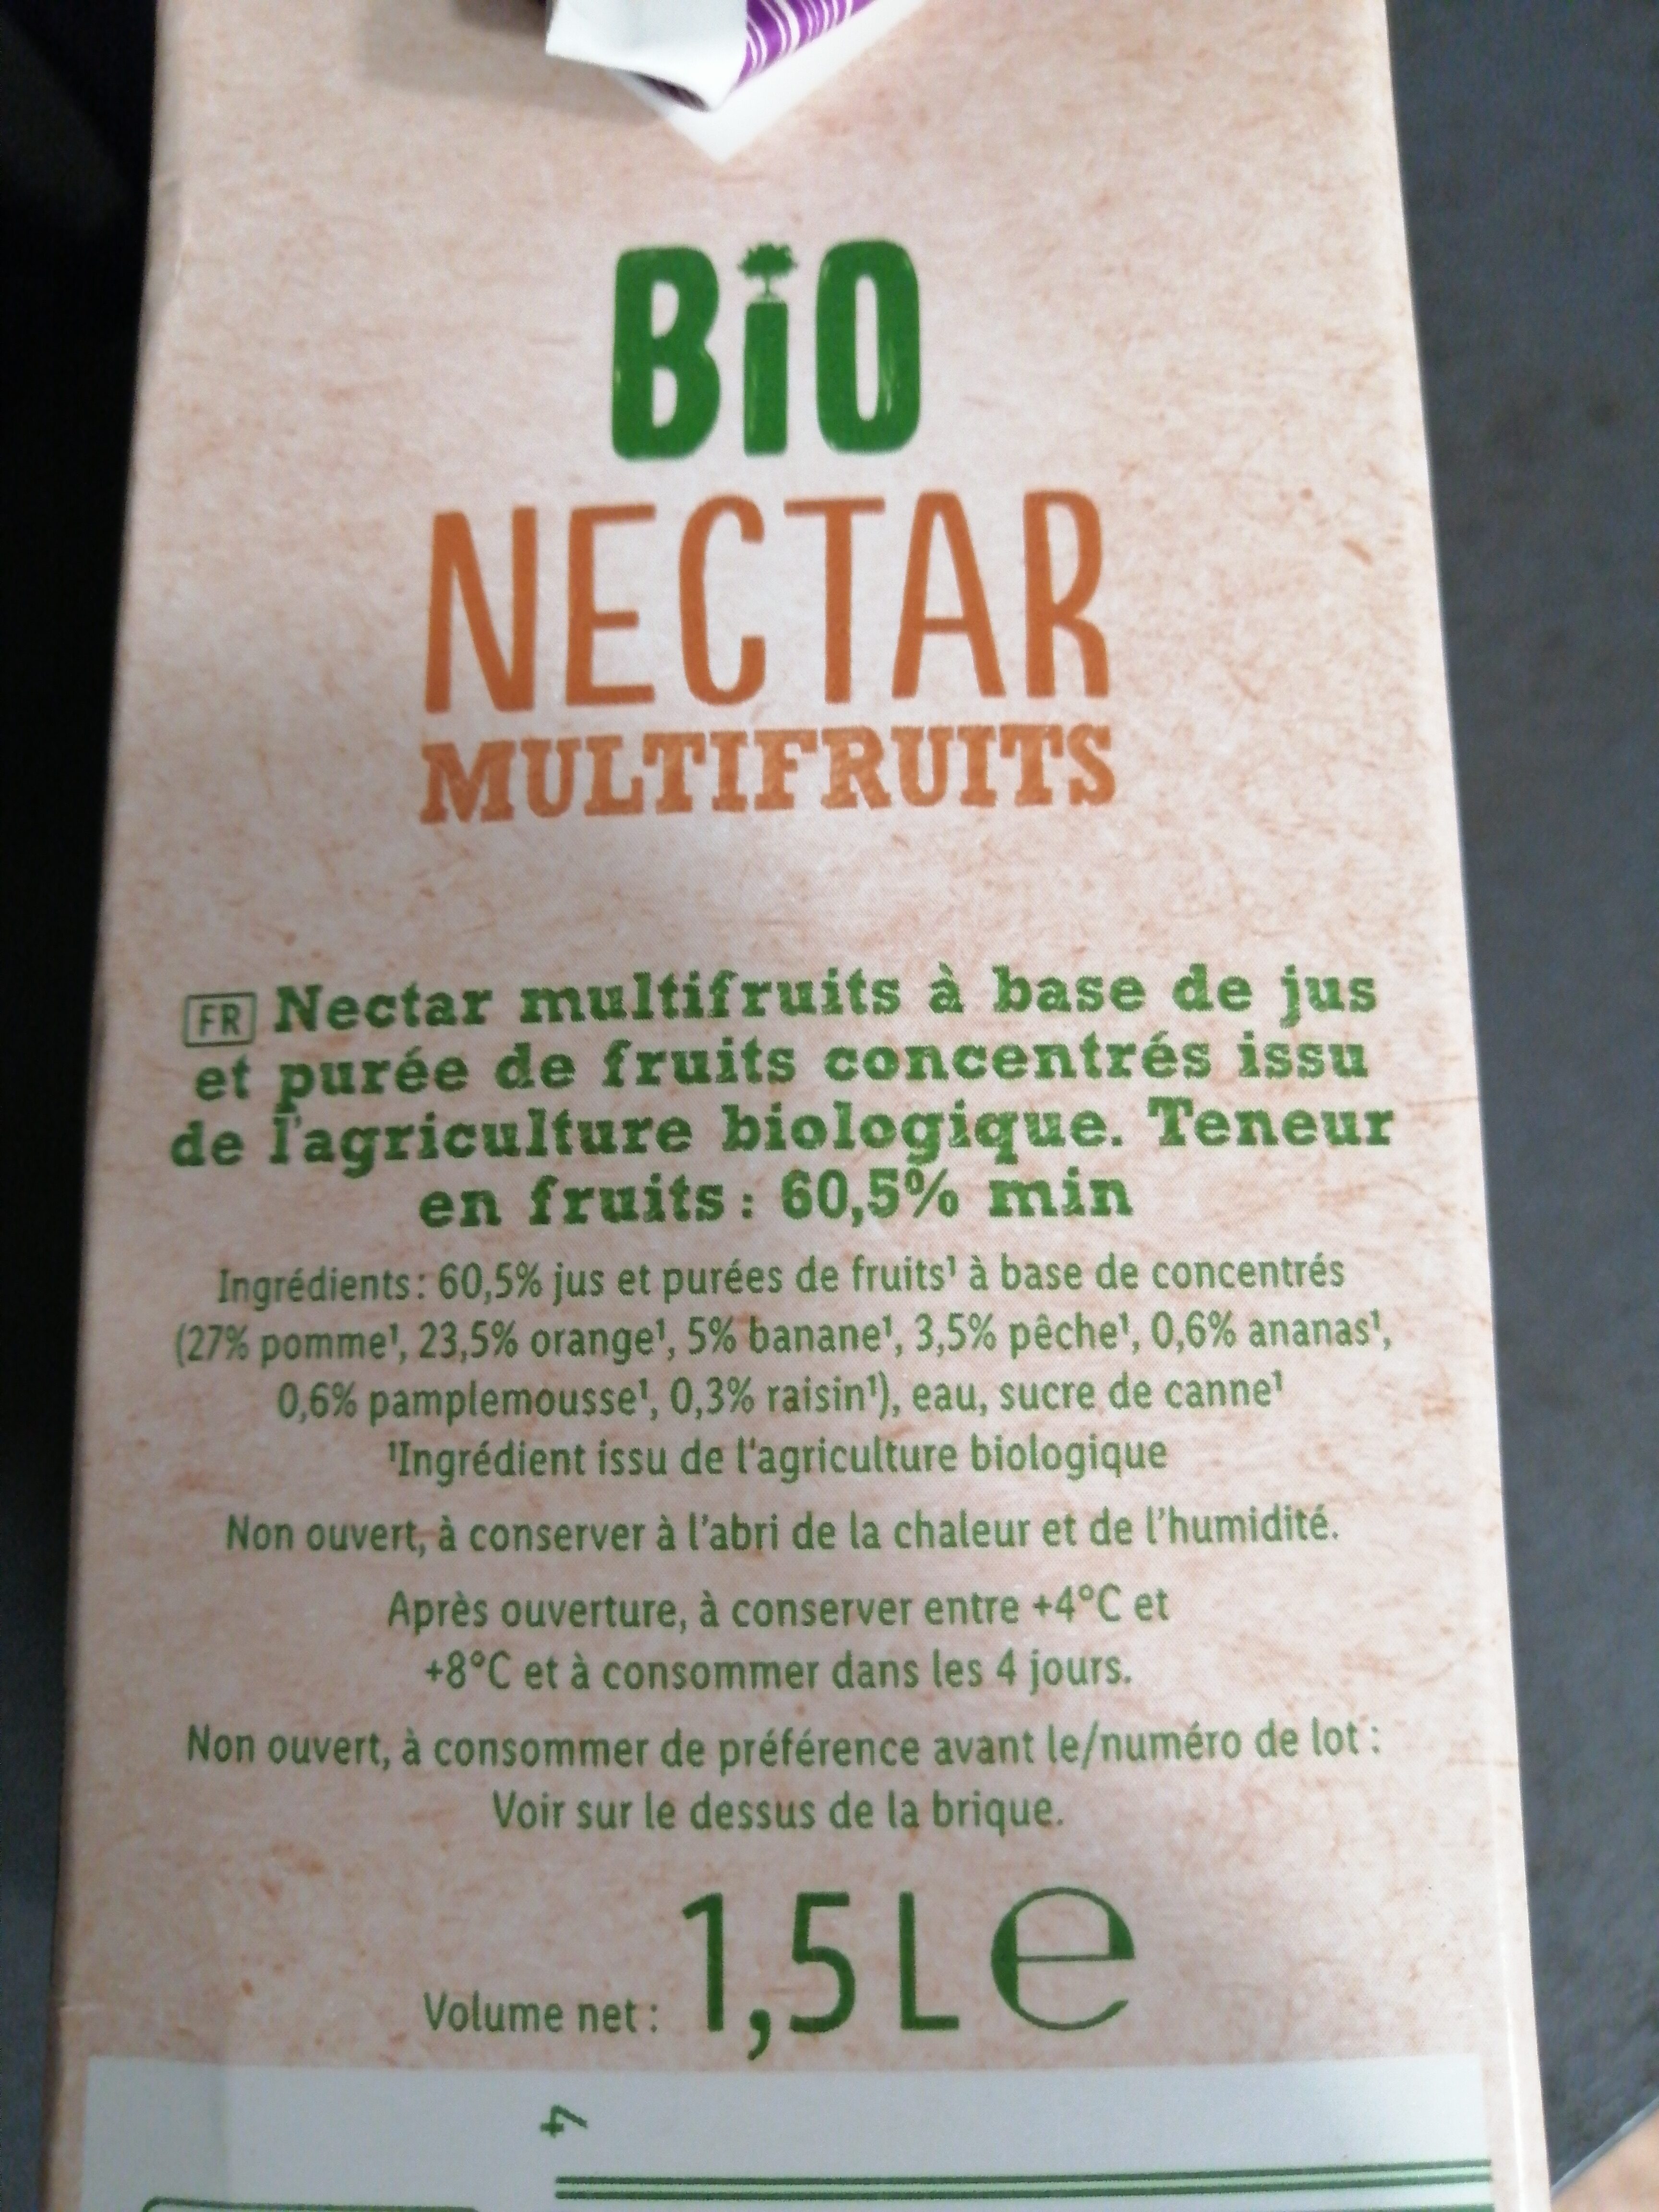 BiO
NECTAR
MULTIFRUITS
FR Nectar multifruits à base de jus
et purée de fruits concentrés issu
de l'agriculture biologique. Teneur
en fruits : 60,5% min
Ingrédients: 60,5% jus et purées de fruits¹ à base de concentrés
(27% pomme¹, 23,5% orange¹, 5% banane¹, 3,5% pêche¹, 0,6% ananas¹,
0,6% pamplemousse¹, 0,3% raisin¹), eau, sucre de canne¹
¹Ingrédient issu de l'agriculture biologique
Non ouvert, à conserver à l'abri de la chaleur et de l'humidité.
Après ouverture, à conserver entre +4°C et
+8°C et à consommer dans les 4 jours.
Non ouvert, à consommer de préférence avant le/numéro de lot :
Voir sur le dessus de la brique.
Volume net : 1,5 L e
4